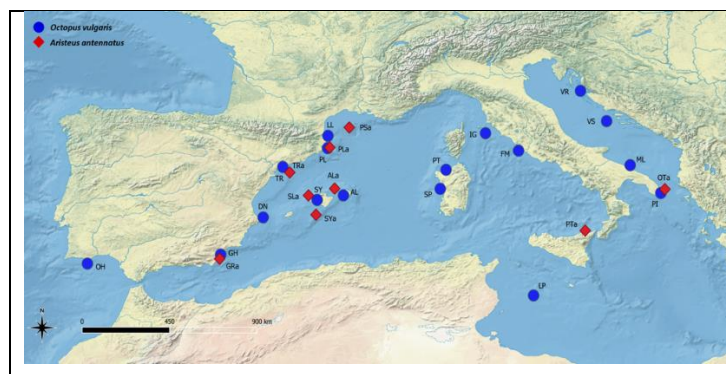 Octopus vulgaris
Aristeus antennatus
VR
LL
PSa
VS
IG
PLa
PL
FM
ML
TRa
TR
PT
ALa
OTa
SLa
SY
AL
SP
PI
DN
SYa
PTa
GH
OH
GRa
LP
0 450 900 km